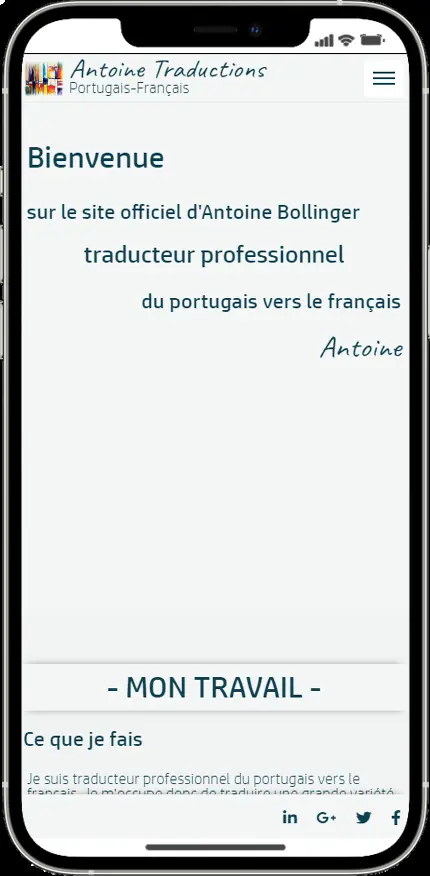 Antoine Traductions
Portugais-Français
Bienvenue
sur le site officiel d'Antoine Bollinger
traducteur professionnel
du portugais vers le français
Antoine
- MON TRAVAIL -
Ce que je fais
Je suis traducteur professionnel du portugais vers le
français. Je m'occupe donc de traduire une grande variété
in G+ f